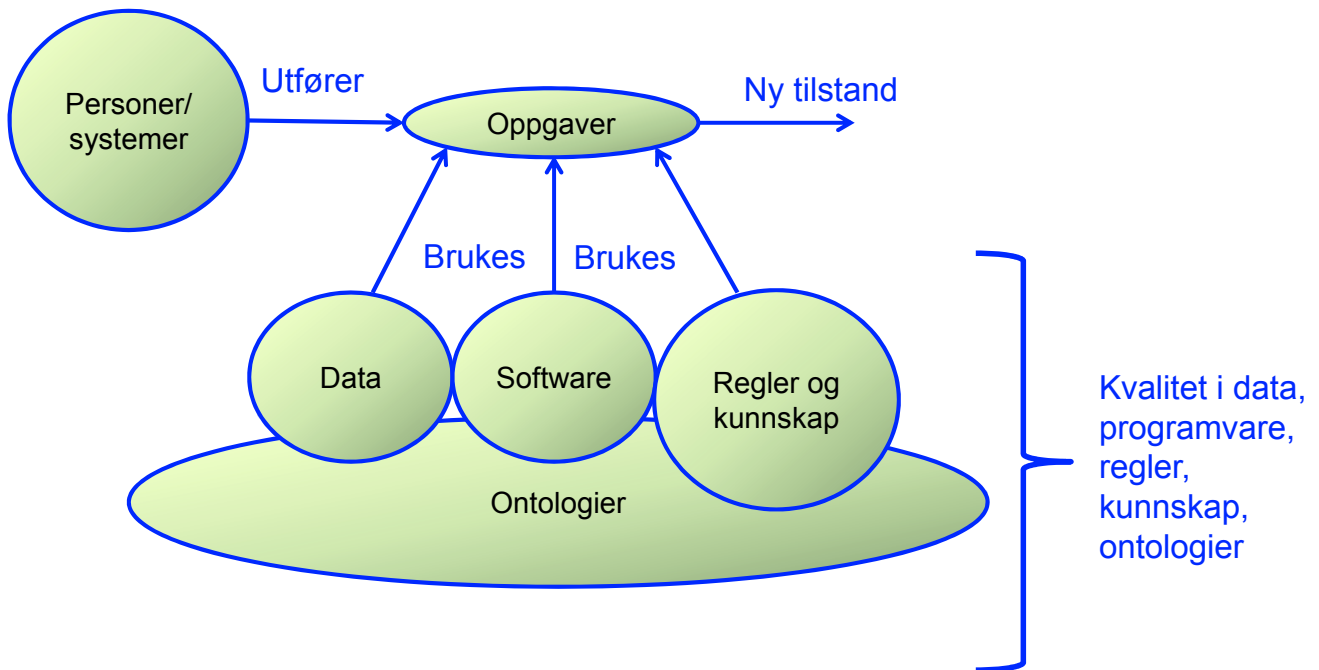 Utfører
Ny tilstand
Personer/
systemer
Oppgaver
Brukes
Brukes
Data
Software
Regler og
kunnskap
Ontologier
Kvalitet i data,
programvare,
regler,
kunnskap,
ontologier